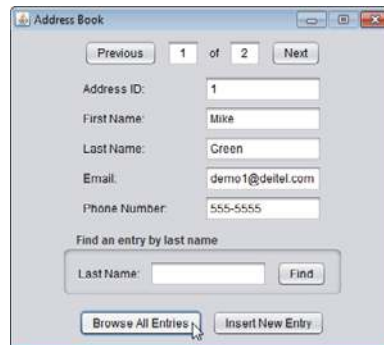 Address Book
Previous 1 of 2 Next
Address ID: 1
First Name: Mike
Last Name: Green
Email: demo1@deitel.com
Phone Number: 555-5555
Find an entry by last name
Last Name: Find
Browse All Entries Insert New Entry